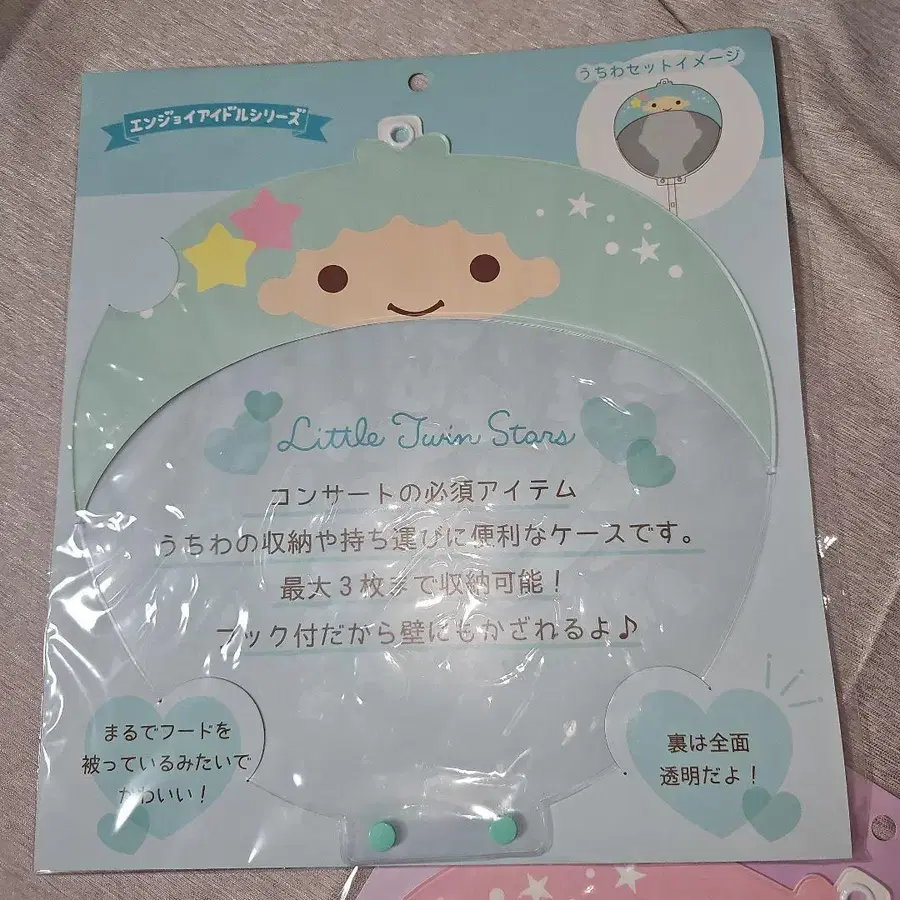 うちわセットイメージ
エンジョイアイドルシリーズ
Little Twin Stars
コンサートの必須アイテム
うちわの収納や持ち運びに便利なケースです。
最大3枚まで収納可能！
フック付だから壁にもかざれるよ♪
まるでフードを
被っているみたいで
かわいい！
裏は全面
透明だよ！